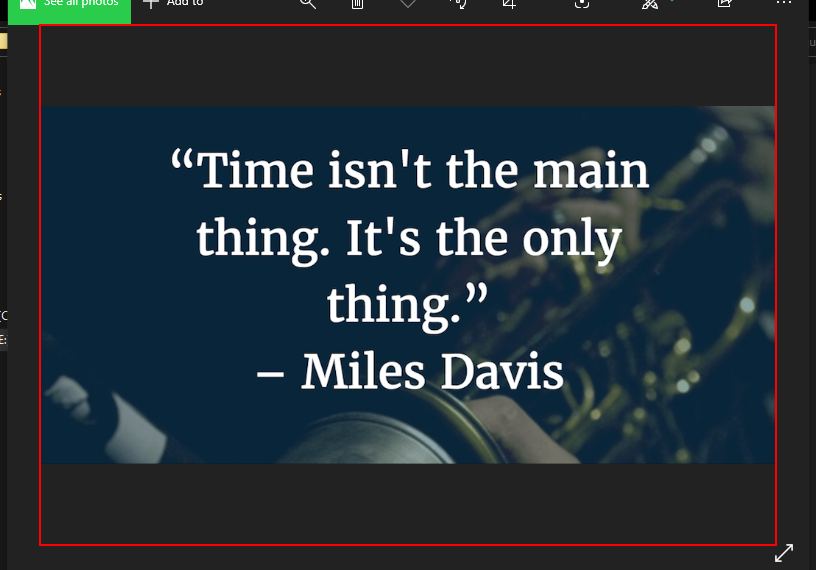 See all photos
Add to
“Time isn't the main
thing. It's the only
thing.”
– Miles Davis